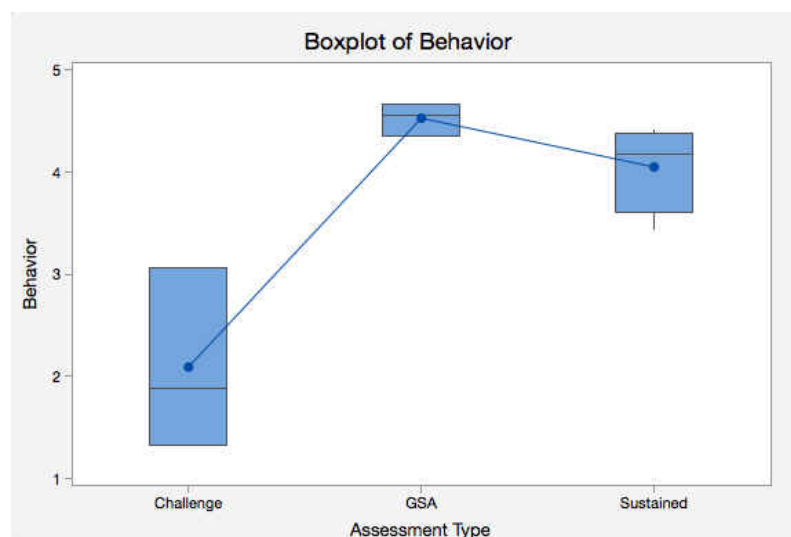 Boxplot of Behavior
5
4
3
2
1
Behavior
Challenge
GSA
Sustained
Assessment Type